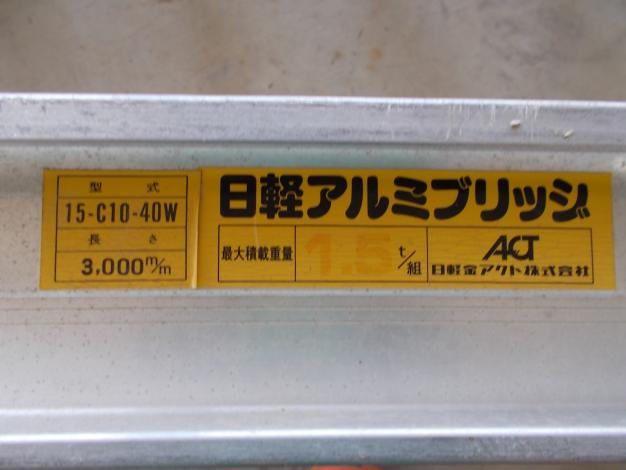 型式
15-C10-40W
長さ
3,000m/m
日軽アルミブリッジ
最大積載重量
1.5
t/組
ACT
日軽金アクト株式会社